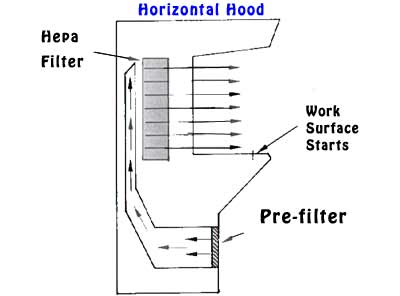 Horizontal Hood
Hepa
Filter
Work
Surface
Starts
Pre-filter